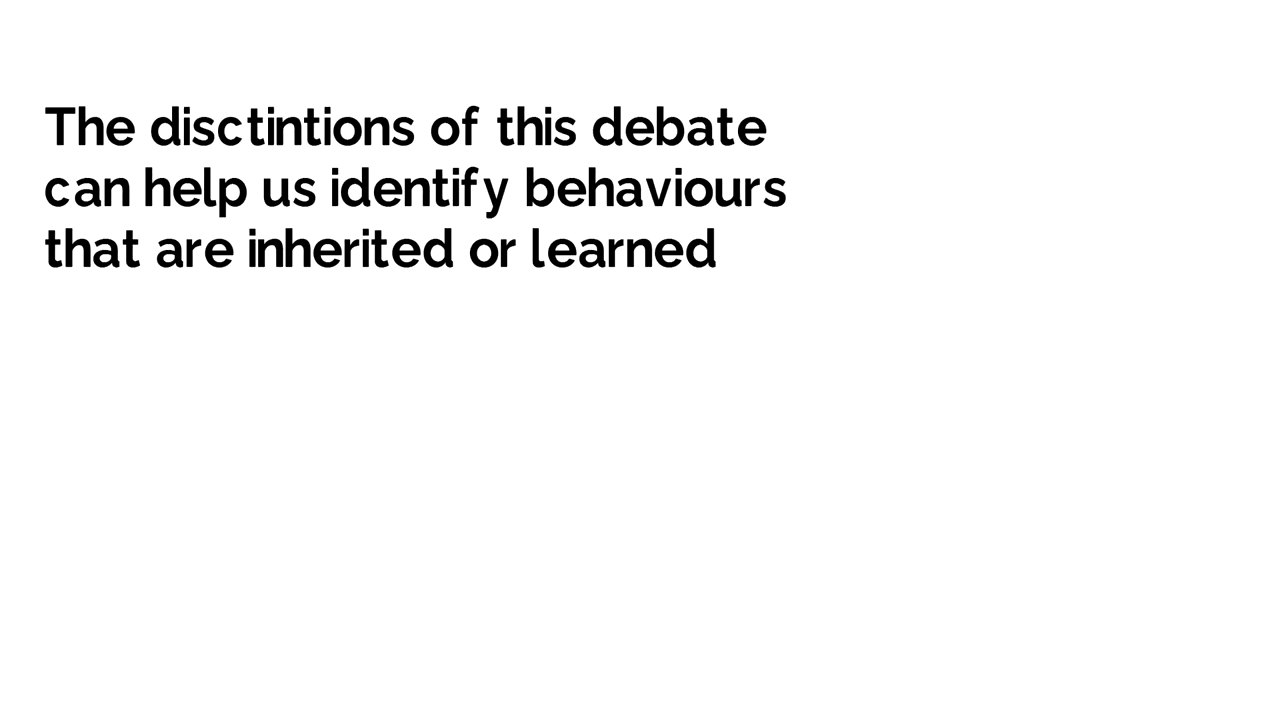 The disctintions of this debate
can help us identify behaviours
that are inherited or learned